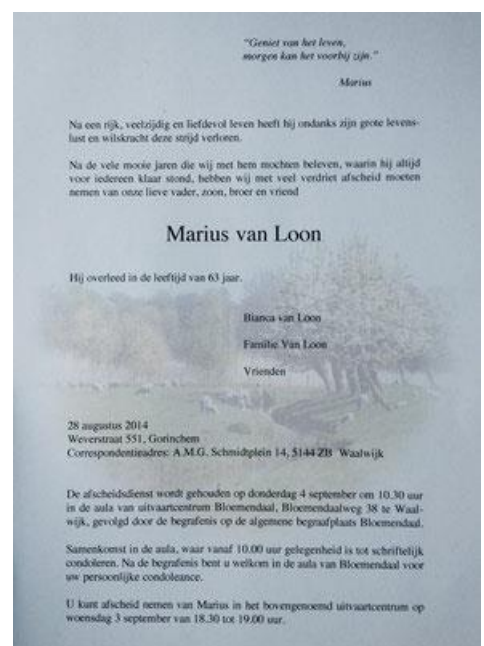 "Geniet van het leven,
morgen kan het voorbij zijn."
Marius
Na een rijk, veelzijdig en liefdevol leven heeft hij ondanks zijn grote levens-
lust en wilskracht deze strijd verloren.
Na de vele mooie jaren die wij met hem mochten beleven, waarin hij altijd
voor iedereen klaar stond, hebben wij met veel verdriet afscheid moeten
nemen van onze lieve vader, zoon, broer en vriend
Marius van Loon
Hij overleed in de leeftijd van 63 jaar.
Bianca van Loon
Familie Van Loon
Vrienden
28 augustus 2014
Weverstraat 551, Gorinchem
Correspondentieadres: A.M.G. Schmidtplein 14, 5144 ZB Waalwijk
De afscheidsdienst wordt gehouden op donderdag 4 september om 10.30 uur
in de aula van uitvaartcentrum Bloemendaal, Bloemendaalweg 38 te Waal-
wijk, gevolgd door de begrafenis op de algemene begraafplaats Bloemendaal.
Samenkomst in de aula, waar vanaf 10.00 uur gelegenheid is tot schriftelijk
condoleren. Na de begrafenis bent u welkom in de aula van Bloemendaal voor
uw persoonlijke condoleance.
U kunt afscheid nemen van Marius in het bovengenoemd uitvaartcentrum op
woensdag 3 september van 18.30 tot 19.00 uur.